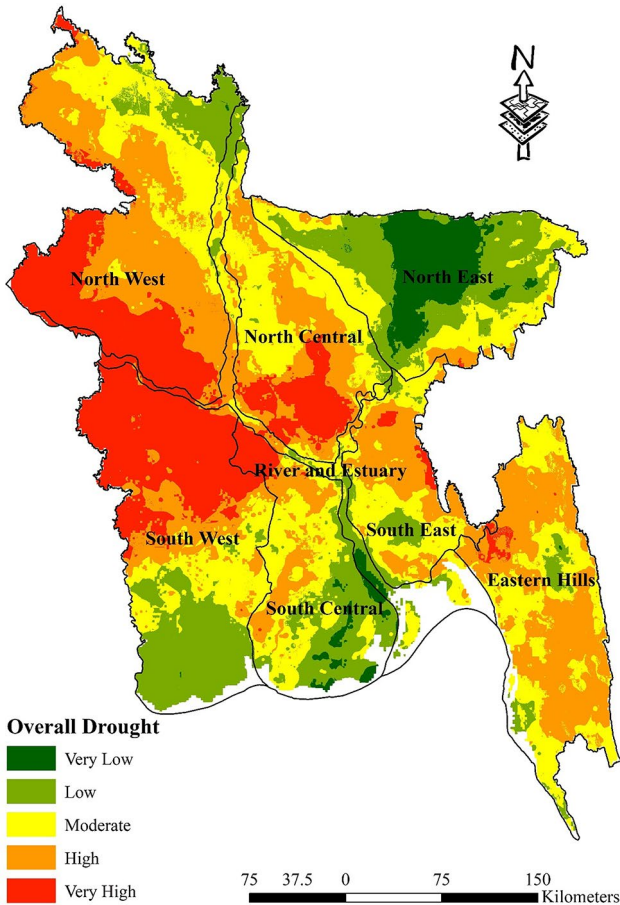 N
North West
North East
North Central
River and Estuary
South East
South West
Eastern Hills
South Central
Overall Drought
Very Low
Low
Moderate
High
Very High
75 37.5 0 75 150
Kilometers